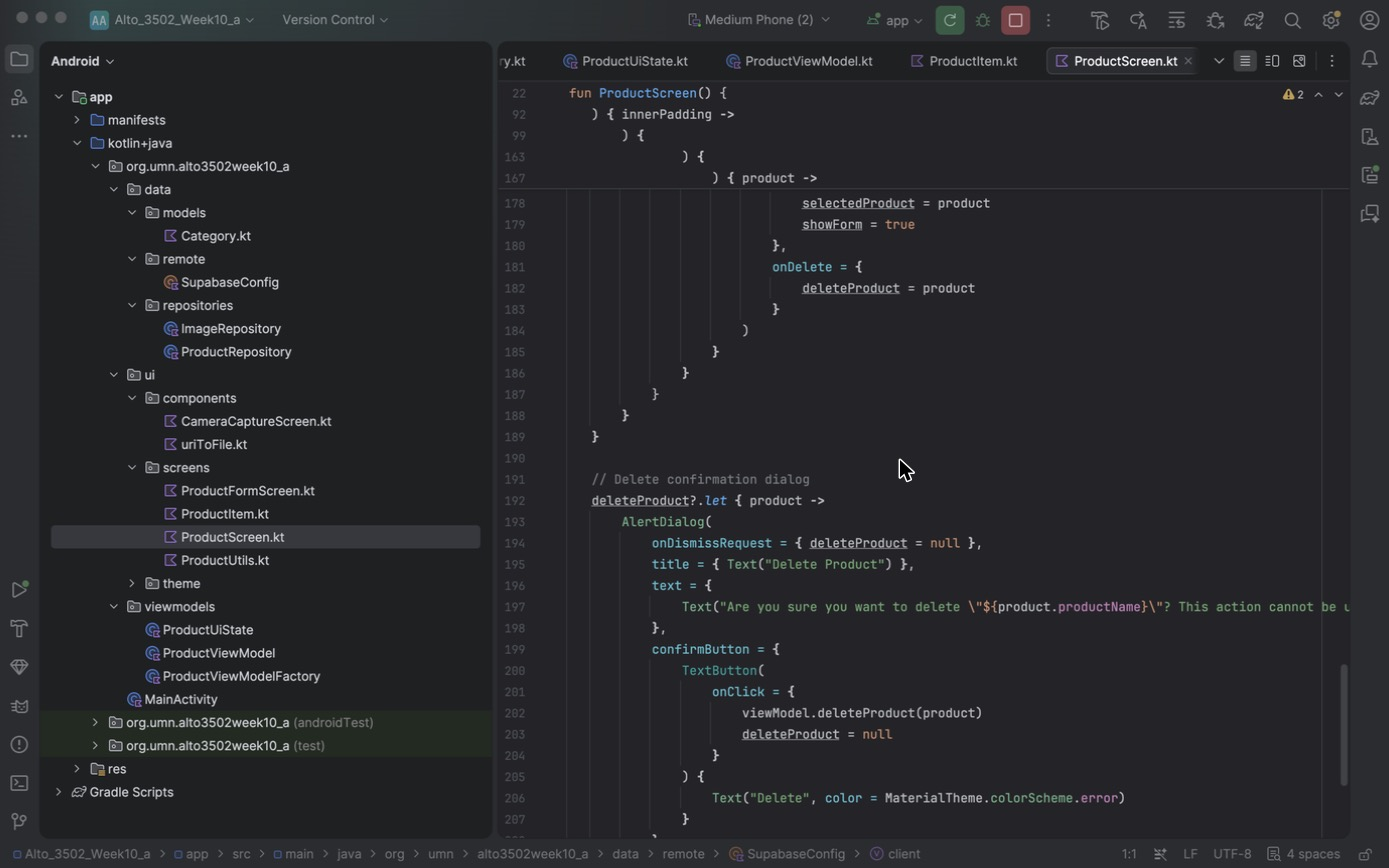 AA Alto_3502_Week10_a Version Control Medium Phone (2) app
Android
app
manifests
kotlin+java
org.umn.alto3502week10_a
data
models
Category.kt
remote
SupabaseConfig
repositories
ImageRepository
ProductRepository
ui
components
CameraCaptureScreen.kt
uriToFile.kt
screens
ProductFormScreen.kt
ProductItem.kt
ProductScreen.kt
ProductUtils.kt
theme
viewmodels
ProductUiState
ProductViewModel
ProductViewModelFactory
MainActivity
org.umn.alto3502week10_a (androidTest)
org.umn.alto3502week10_a (test)
res
Gradle Scripts
ry.kt ProductUiState.kt ProductViewModel.kt ProductItem.kt ProductScreen.kt
22 fun ProductScreen() { 2
92 ) { innerPadding ->
99 ) {
163 ) {
167 ) { product ->
178 selectedProduct = product
179 showForm = true
180 },
181 onDelete = {
182 deleteProduct = product
183 }
184 )
185 }
186 }
187 }
188 }
189 }
190
191 // Delete confirmation dialog
192 deleteProduct?.let { product ->
193 AlertDialog(
194 onDismissRequest = { deleteProduct = null },
195 title = { Text("Delete Product") },
196 text = {
197 Text("Are you sure you want to delete \"${product.productName}\"? This action cannot be u
198 },
199 confirmButton = {
200 TextButton(
201 onClick = {
202 viewModel.deleteProduct(product)
203 deleteProduct = null
204 }
205 ) {
206 Text("Delete", color = MaterialTheme.colorScheme.error)
207 }
Alto_3502_Week10_a > app > src > main > java > org > umn > alto3502week10_a > data > remote > SupabaseConfig > client 1:1 LF UTF-8 4 spaces